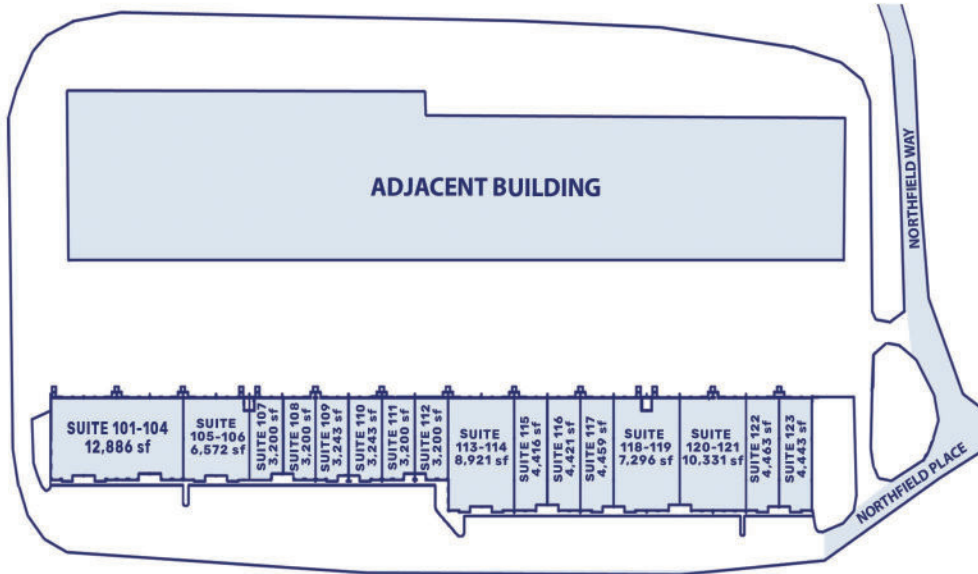 ADJACENT BUILDING
NORTHFIELD WAY
NORTHFIELD PLACE
SUITE 101-104
12,886 sf
SUITE
105-106
6,572 sf
SUITE 107
3,200 sf
SUITE 108
3,200 sf
SUITE 109
3,243 sf
SUITE 110
3,243 sf
SUITE 111
3,200 sf
SUITE 112
3,200 sf
SUITE
113-114
8,921 sf
SUITE 115
4,416 sf
SUITE 116
4,421 sf
SUITE 117
4,459 sf
SUITE
118-119
7,296 sf
SUITE
120-121
10,331 sf
SUITE 122
4,463 sf
SUITE 123
4,443 sf